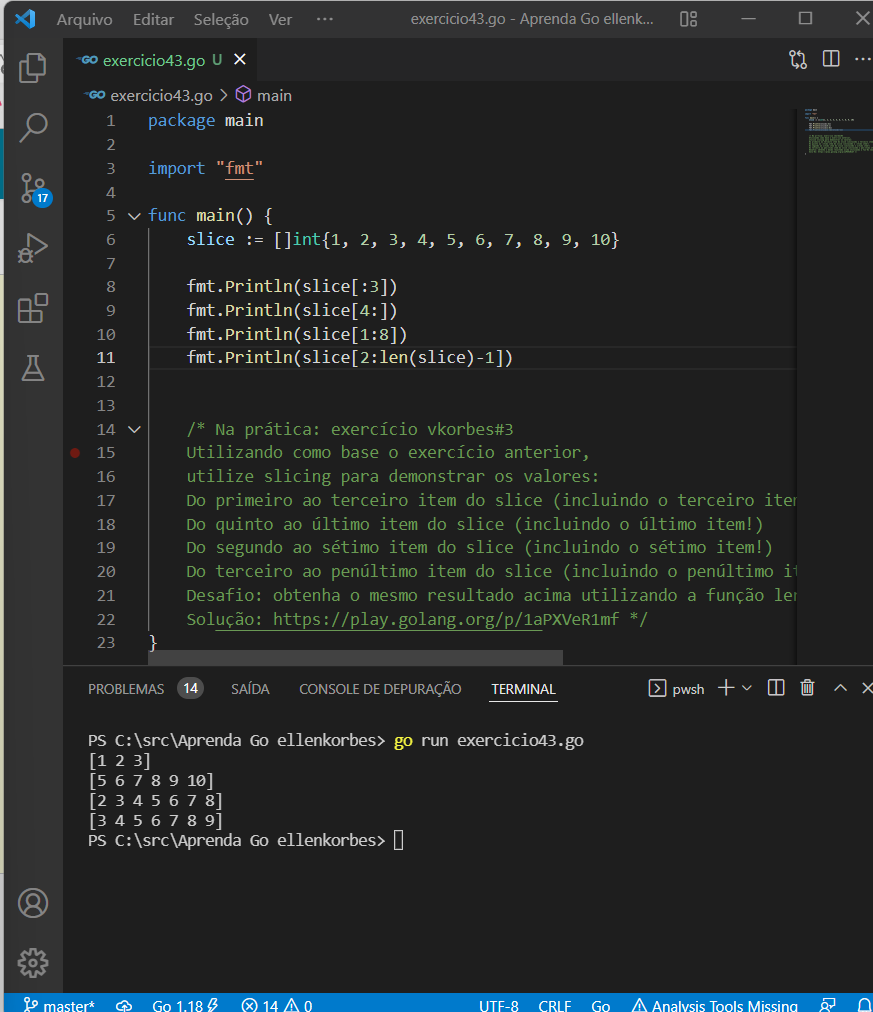 Arquivo Editar Seleção Ver ··· exercicio43.go - Aprenda Go ellenk...
GO exercicio43.go U
GO exercicio43.go > main
1 package main
2
3 import "fmt"
4
5 func main() {
6 slice := []int{1, 2, 3, 4, 5, 6, 7, 8, 9, 10}
7
8 fmt.Println(slice[:3])
9 fmt.Println(slice[4:])
10 fmt.Println(slice[1:8])
11 fmt.Println(slice[2:len(slice)-1])
12
13
14 /* Na prática: exercício vkorbes#3
15 Utilizando como base o exercício anterior,
16 utilize slicing para demonstrar os valores:
17 Do primeiro ao terceiro item do slice (incluindo o terceiro iter
18 Do quinto ao último item do slice (incluindo o último item!)
19 Do segundo ao sétimo item do slice (incluindo o sétimo item!)
20 Do terceiro ao penúltimo item do slice (incluindo o penúltimo it
21 Desafio: obtenha o mesmo resultado acima utilizando a função len
22 Solução: https://play.golang.org/p/1aPXVeR1mf */
23 }
17
PROBLEMAS 14 SAÍDA CONSOLE DE DEPURAÇÃO TERMINAL pwsh
PS C:\src\Aprenda Go ellenkorbes> go run exercicio43.go
[1 2 3]
[5 6 7 8 9 10]
[2 3 4 5 6 7 8]
[3 4 5 6 7 8 9]
PS C:\src\Aprenda Go ellenkorbes>
master* Go 1.18 14 0 UTF-8 CRLF Go Analysis Tools Missing